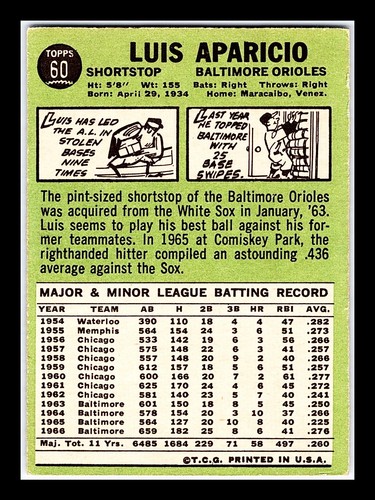 TOPPS
60
LUIS APARICIO
SHORTSTOP BALTIMORE ORIOLES
Ht: 5'8" Wt: 155 Bats: Right Throws: Right
Born: April 29, 1934 Home: Maracaibo, Venez.
LUIS HAS LED
THE A.L. IN
STOLEN
BASES
NINE
TIMES
LAST YEAR
HE TOPPED
BALTIMORE
WITH
25
BASE
SWIPES.
The pint-sized shortstop of the Baltimore Orioles
was acquired from the White Sox in January, '63.
Luis seems to play his best ball against his for-
mer teammates. In 1965 at Comiskey Park, the
righthanded hitter compiled an astounding .436
average against the Sox.
MAJOR & MINOR LEAGUE BATTING RECORD
YEAR TEAM AB H 2B 3B HR RBI AVG.
1954 Waterloo 390 110 18 4 4 47 .282
1955 Memphis 564 154 24 3 6 51 .273
1956 Chicago 533 142 19 6 3 56 .266
1957 Chicago 575 148 22 6 3 41 .257
1958 Chicago 557 148 20 9 2 40 .266
1959 Chicago 612 157 18 5 6 51 .257
1960 Chicago 600 166 20 7 2 61 .277
1961 Chicago 625 170 24 4 6 45 .272
1962 Chicago 581 140 23 5 7 40 .241
1963 Baltimore 601 150 18 8 5 45 .250
1964 Baltimore 578 154 20 3 10 37 .266
1965 Baltimore 564 127 20 10 8 40 .225
1966 Baltimore 659 182 25 8 6 41 .276
Maj. Tot. 11 Yrs. 6485 1684 229 71 58 497 .260
©T.C.G. PRINTED IN U.S.A.